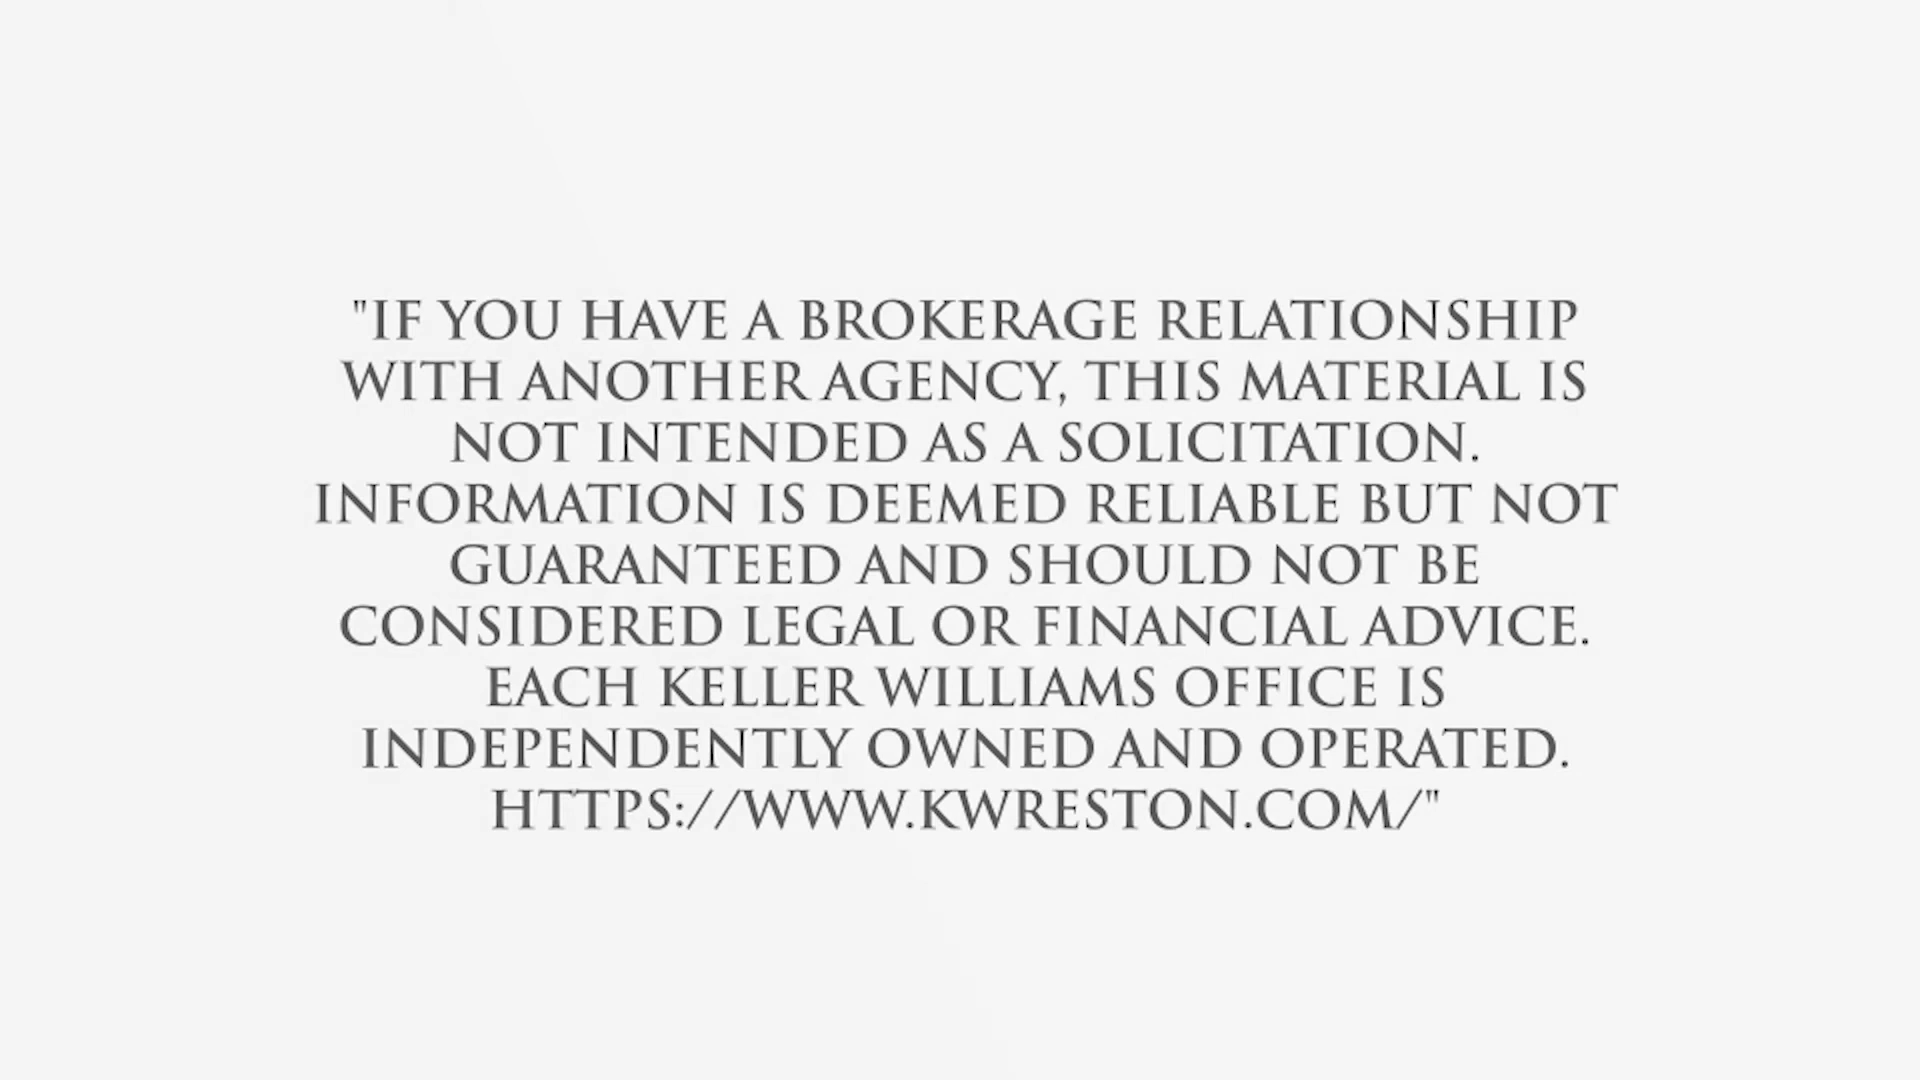 "IF YOU HAVE A BROKERAGE RELATIONSHIP
WITH ANOTHER AGENCY, THIS MATERIAL IS
NOT INTENDED AS A SOLICITATION.
INFORMATION IS DEEMED RELIABLE BUT NOT
GUARANTEED AND SHOULD NOT BE
CONSIDERED LEGAL OR FINANCIAL ADVICE.
EACH KELLER WILLIAMS OFFICE IS
INDEPENDENTLY OWNED AND OPERATED.
HTTPS://WWW.KWRESTON.COM/"